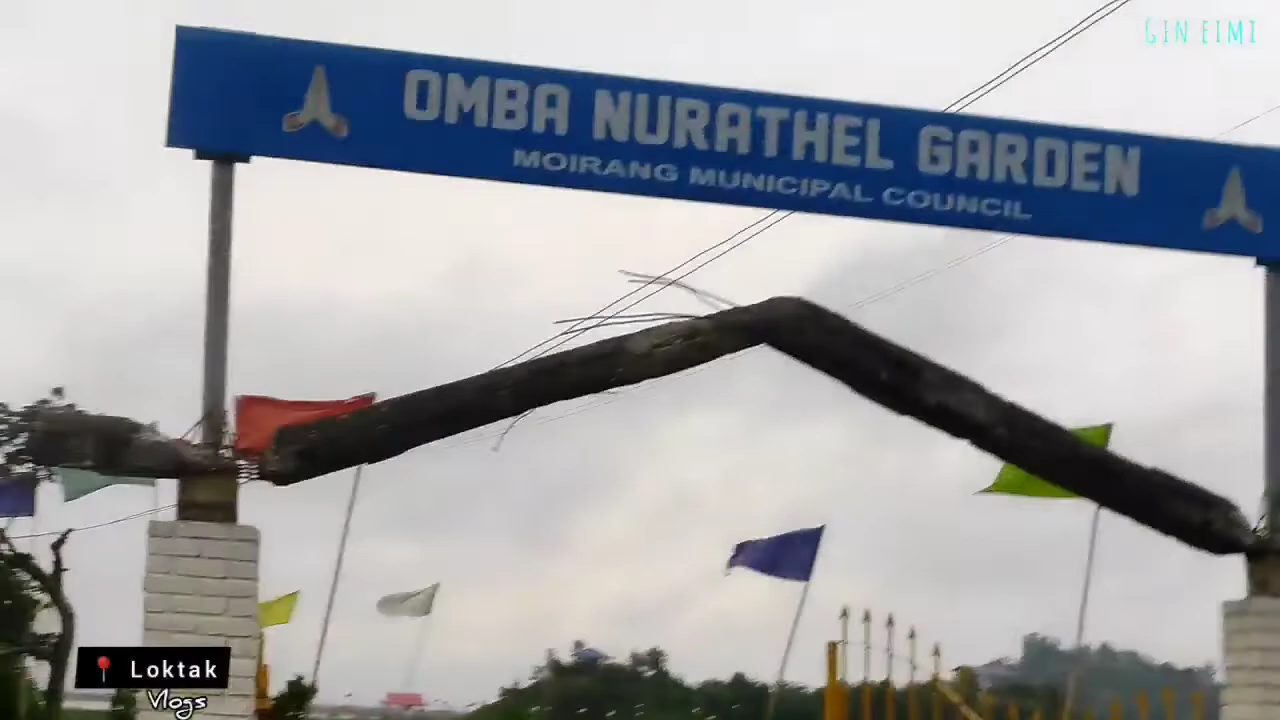 GIN EIMI
OMBA NURATHEL GARDEN
MOIRANG MUNICIPAL COUNCIL
Loktak
Vlogs